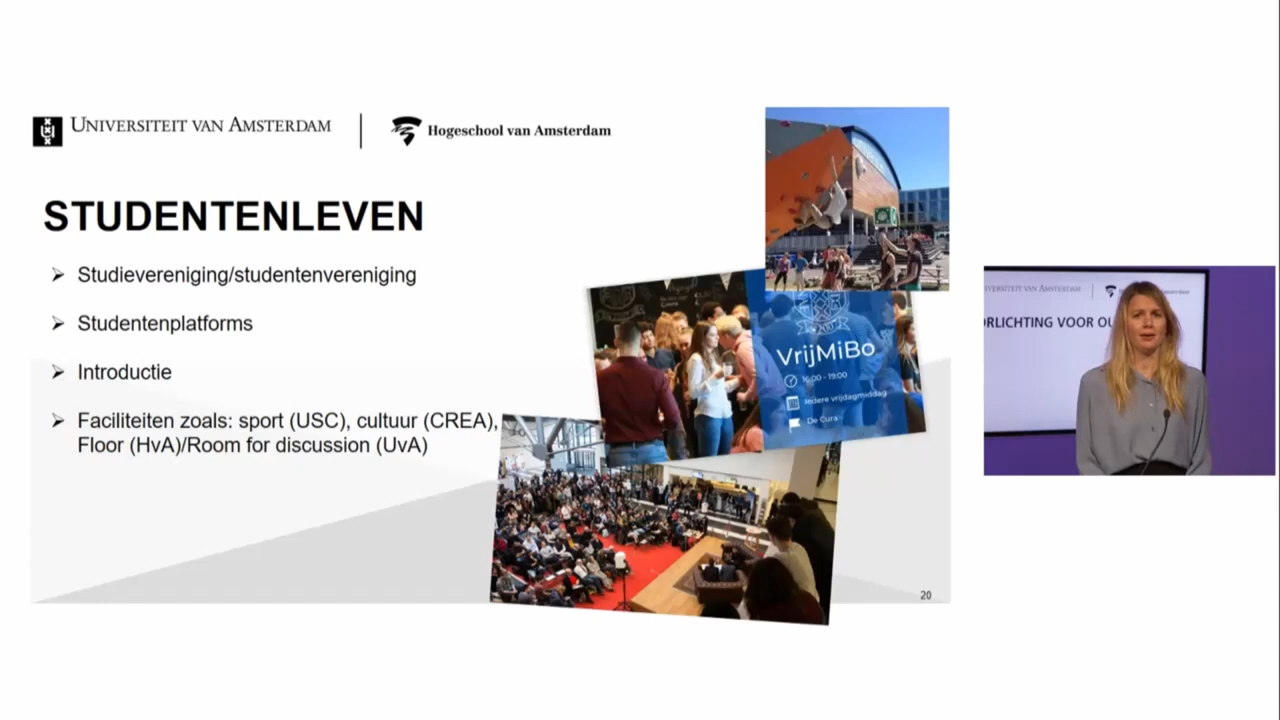 UNIVERSITEIT VAN AMSTERDAM
Hogeschool van Amsterdam
STUDENTENLEVEN
➢ Studievereniging/studentenvereniging
➢ Studentenplatforms
➢ Introductie
➢ Faciliteiten zoals: sport (USC), cultuur (CREA),
Floor (HvA)/Room for discussion (UvA)
VrijMiBo
16:00 - 19:00
Iedere vrijdagmiddag
De Cura
20